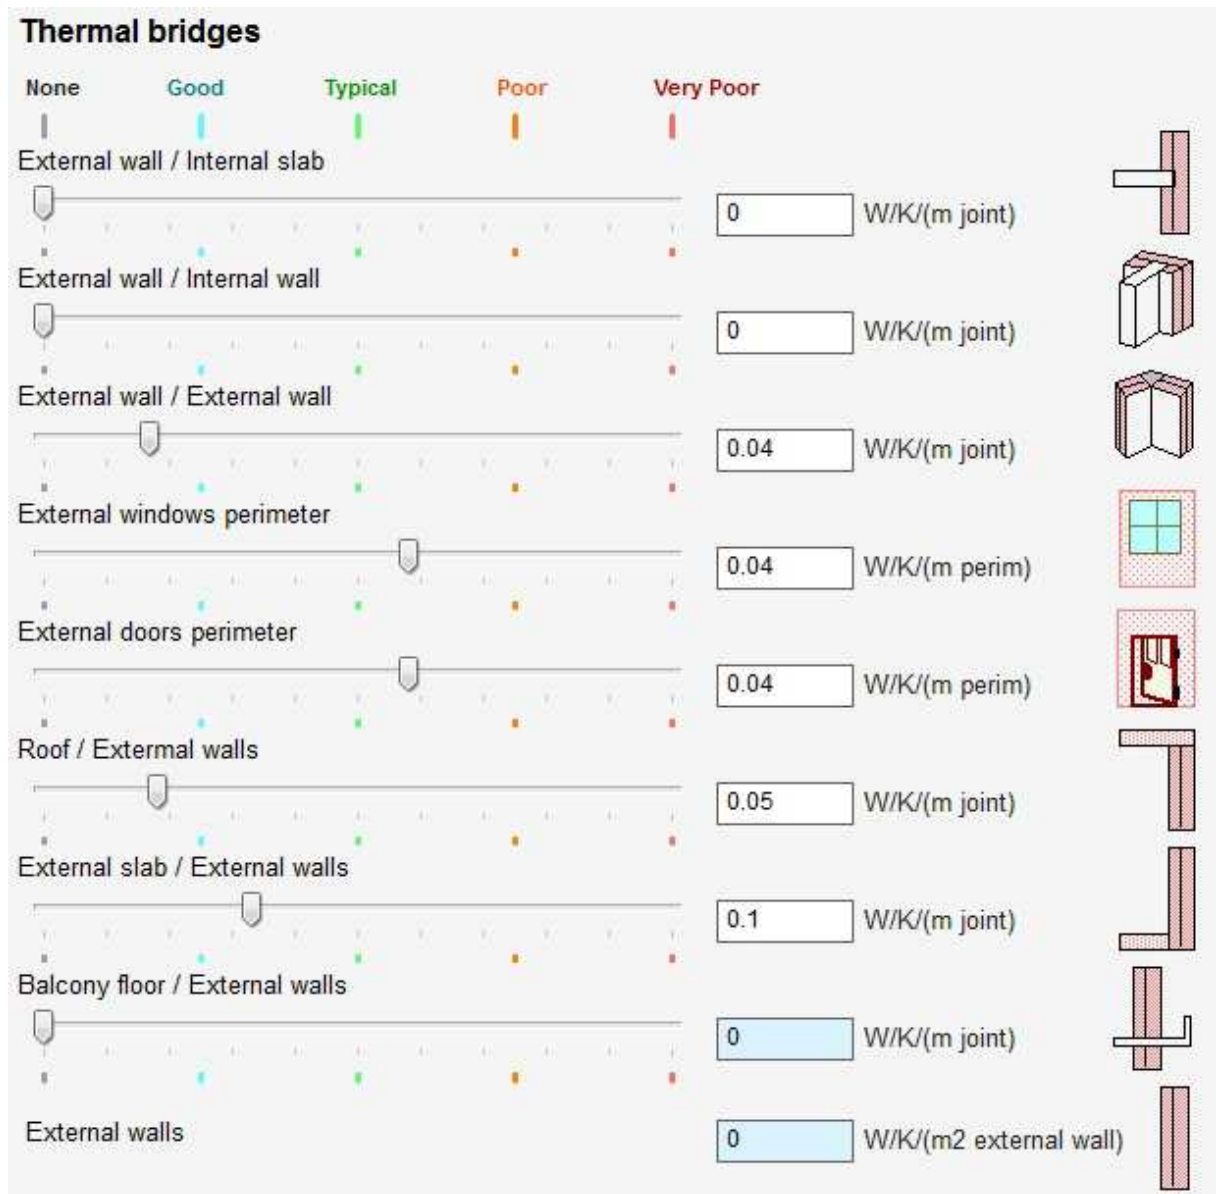 Thermal bridges
None Good Typical Poor Very Poor
External wall / Internal slab
0 W/K/(m joint)
External wall / Internal wall
0 W/K/(m joint)
External wall / External wall
0.04 W/K/(m joint)
External windows perimeter
0.04 W/K/(m perim)
External doors perimeter
0.04 W/K/(m perim)
Roof / Extermal walls
0.05 W/K/(m joint)
External slab / External walls
0.1 W/K/(m joint)
Balcony floor / External walls
0 W/K/(m joint)
External walls
0 W/K/(m2 external wall)